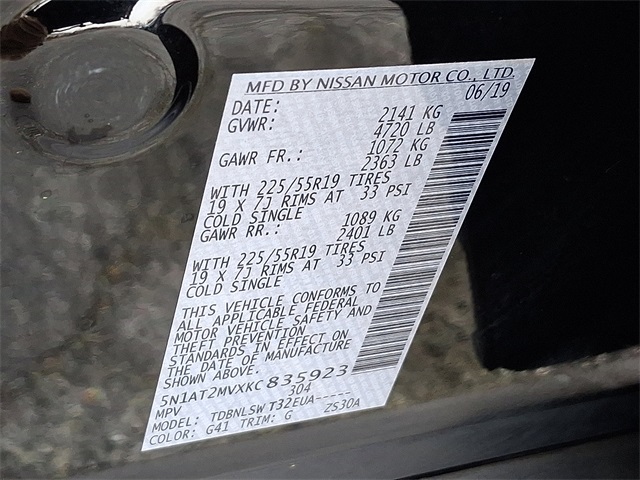 MFD BY NISSAN MOTOR CO., LTD.
DATE: 06/19
GVWR: 2141 KG
4720 LB
GAWR FR.: 1072 KG
2363 LB
WITH 225/55R19 TIRES
19 X 7J RIMS AT 33 PSI
COLD SINGLE
GAWR RR.: 1089 KG
2401 LB
WITH 225/55R19 TIRES
19 X 7J RIMS AT 33 PSI
COLD SINGLE
THIS VEHICLE CONFORMS TO
ALL APPLICABLE FEDERAL
MOTOR VEHICLE SAFETY AND
THEFT PREVENTION
STANDARDS IN EFFECT ON
THE DATE OF MANUFACTURE
SHOWN ABOVE.
5N1AT2MVXKC835923
MPV 304
MODEL: TDBNLSW T32EUA-----
COLOR: G41 TRIM: G ZS30A